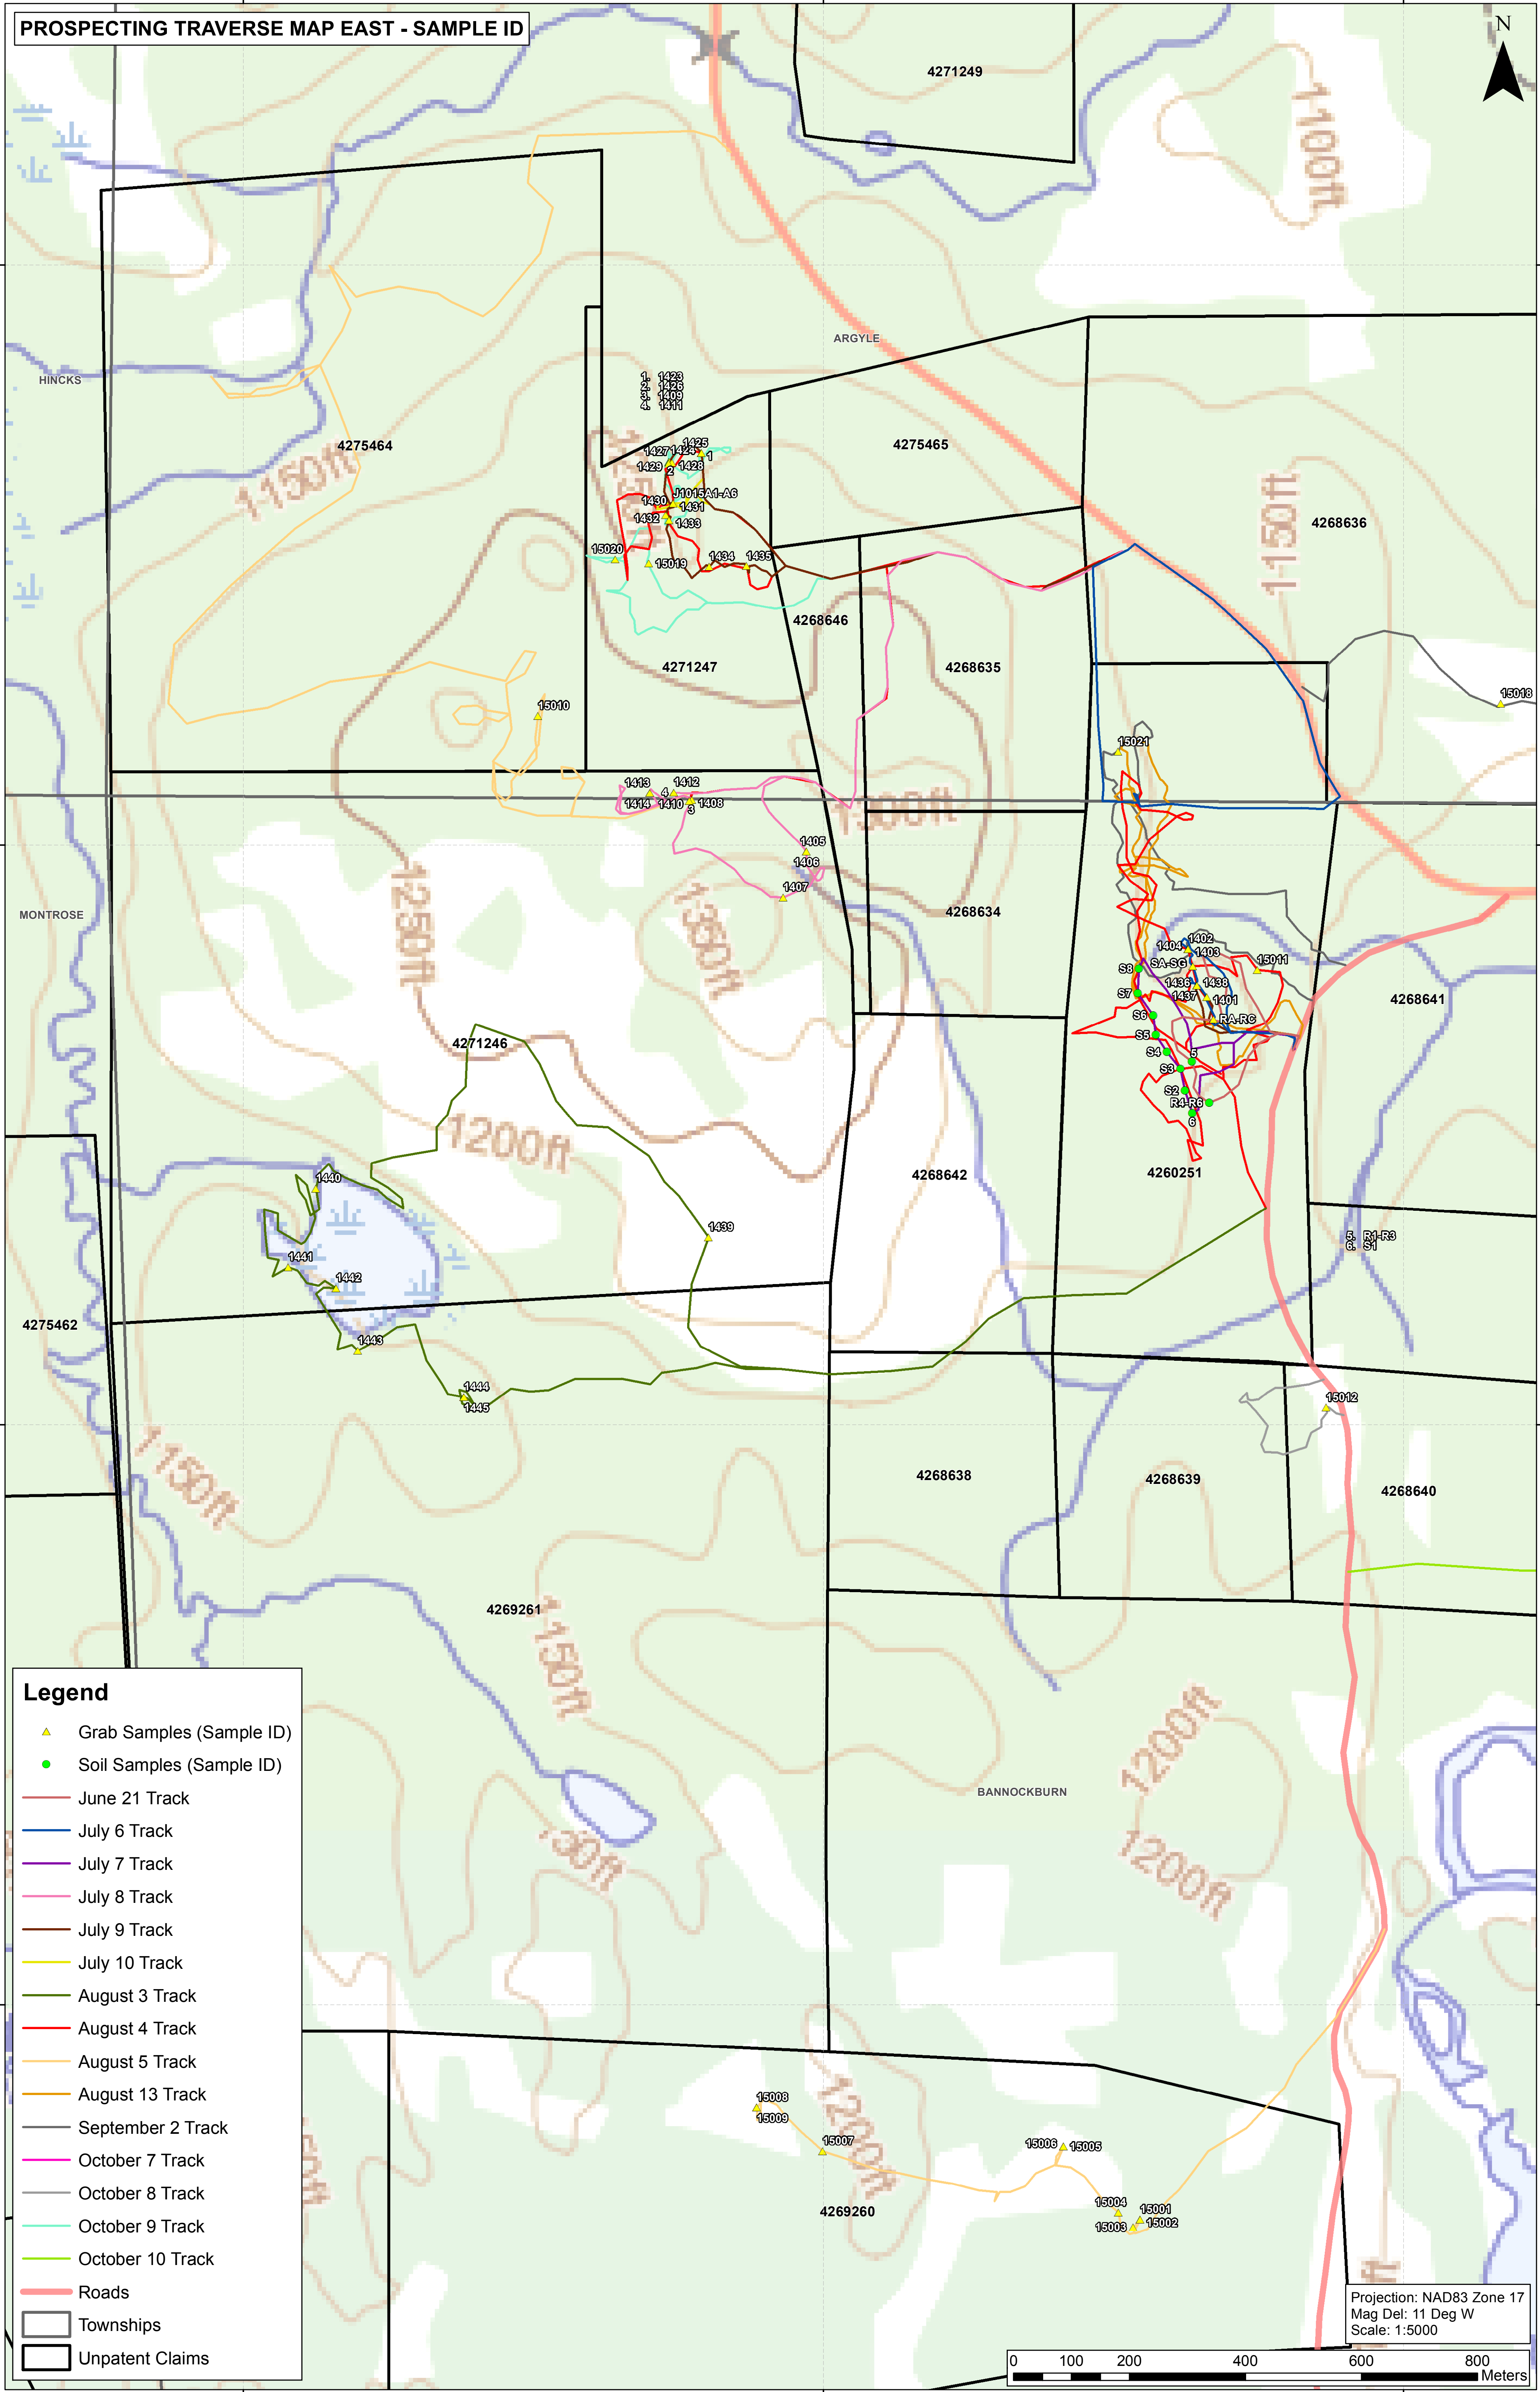 PROSPECTING TRAVERSE MAP EAST - SAMPLE ID
N
4271249
1100ft
ARGYLE
HINCKS
1. 1423
2. 1426
3. 1409
4. 1411
4275464
4275465
1150ft
1425
1427 1424
1
1429 2 1428
J1015A1-A6
1430
1431
1432 1433
4268636
1150ft
15020
15019
1434 1435
4268646
4271247
4268635
15010
15018
15021
1413 1412
4
1414 1410 1408
3
1300ft
1405
1406
1407
1250ft
1350ft
MONTROSE
4268634
1402
1404 1403
SA-SG
15011
S8
1436 1438
S7
1437 1401
4268641
S6
RA-RC
S5
S4
5
S3
S2
R4-R6
6
4271246
1200ft
4268642
4260251
1440
1439
5. R1-R3
6. S1
1441
1442
4275462
1443
1444
1445
15012
1150ft
4268638
4268639
4268640
4269261
1150ft
1200ft
BANNOCKBURN
1200ft
15008
15009
15007
1200ft
15006 15005
15004
15001
15003 15002
4269260
Legend
Grab Samples (Sample ID)
Soil Samples (Sample ID)
June 21 Track
July 6 Track
July 7 Track
July 8 Track
July 9 Track
July 10 Track
August 3 Track
August 4 Track
August 5 Track
August 13 Track
September 2 Track
October 7 Track
October 8 Track
October 9 Track
October 10 Track
Roads
Townships
Unpatent Claims
Projection: NAD83 Zone 17
Mag Del: 11 Deg W
Scale: 1:5000
0 100 200 400 600 800
Meters